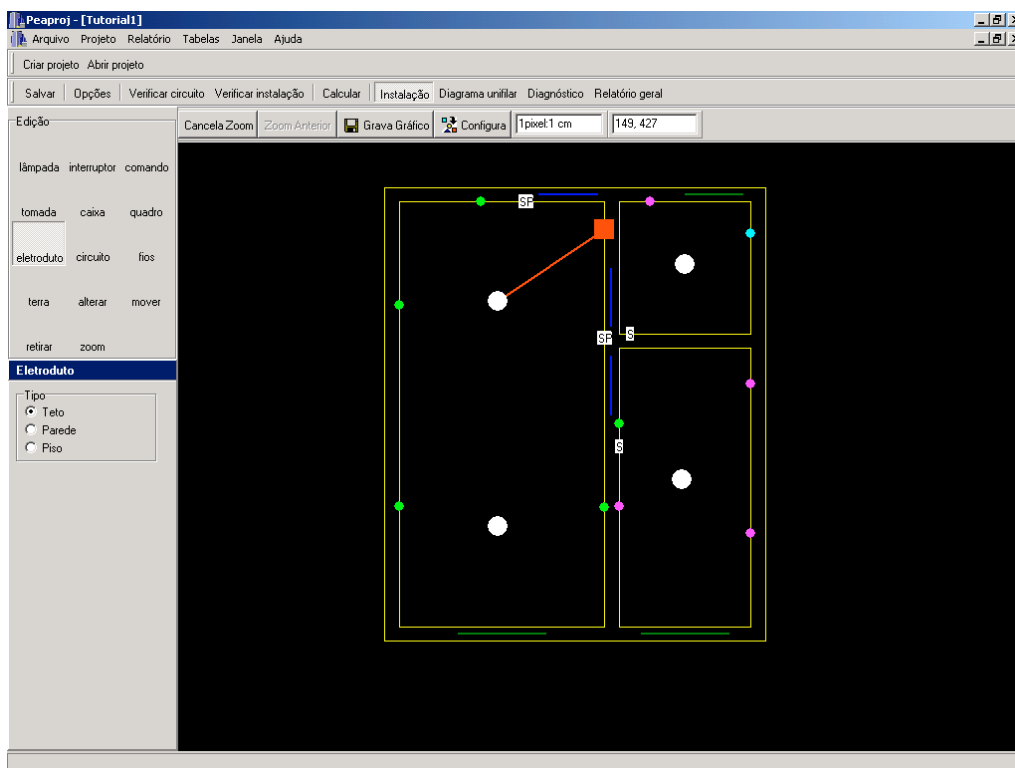 Peaproj - [Tutorial1]
Arquivo Projeto Relatório Tabelas Janela Ajuda
Criar projeto Abrir projeto
Salvar Opções Verificar circuito Verificar instalação Calcular Instalação Diagrama unifilar Diagnóstico Relatório geral
Edição
Cancela Zoom Zoom Anterior Grava Gráfico Configura 1pixel:1 cm 149, 427
lâmpada interruptor comando
tomada caixa quadro
eletroduto circuito fios
terra alterar mover
retirar zoom
Eletroduto
Tipo
Teto
Parede
Piso
SP
SP
S
S